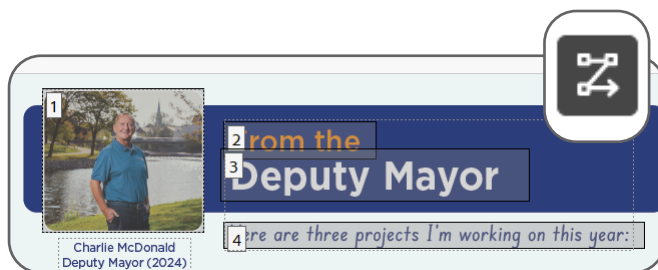 1
Charlie McDonald
Deputy Mayor (2024)
2
rom the
3
Deputy Mayor
4
ere are three projects I'm working on this year: